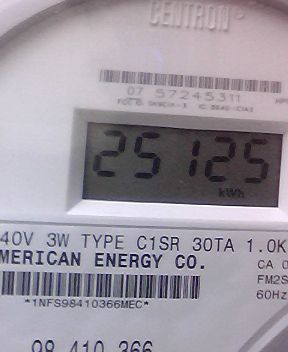 CENTRON®
07 57245311
25125
kWh
40V 3W TYPE C1SR 30TA 1.0K
MERICAN ENERGY CO.
CA 0
FM2S
*1NFS98410366MEC*
60Hz
98 410 366